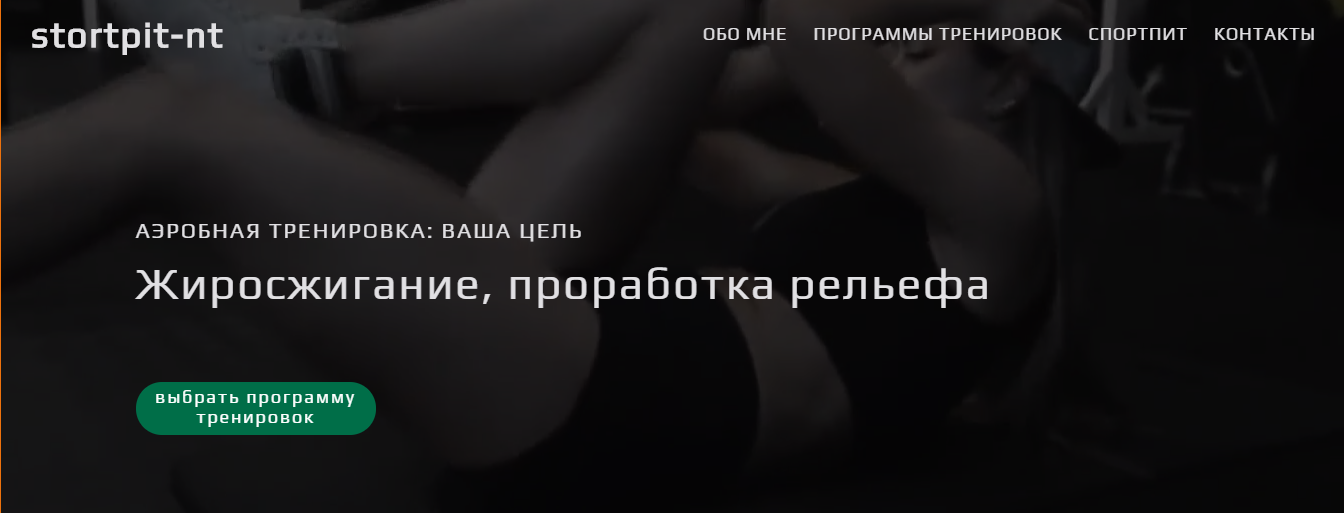 stortpit-nt
ОБО МНЕ ПРОГРАММЫ ТРЕНИРОВОК СПОРТПИТ КОНТАКТЫ
АЭРОБНАЯ ТРЕНИРОВКА: ВАША ЦЕЛЬ
Жиросжигание, проработка рельефа
выбрать программу
тренировок